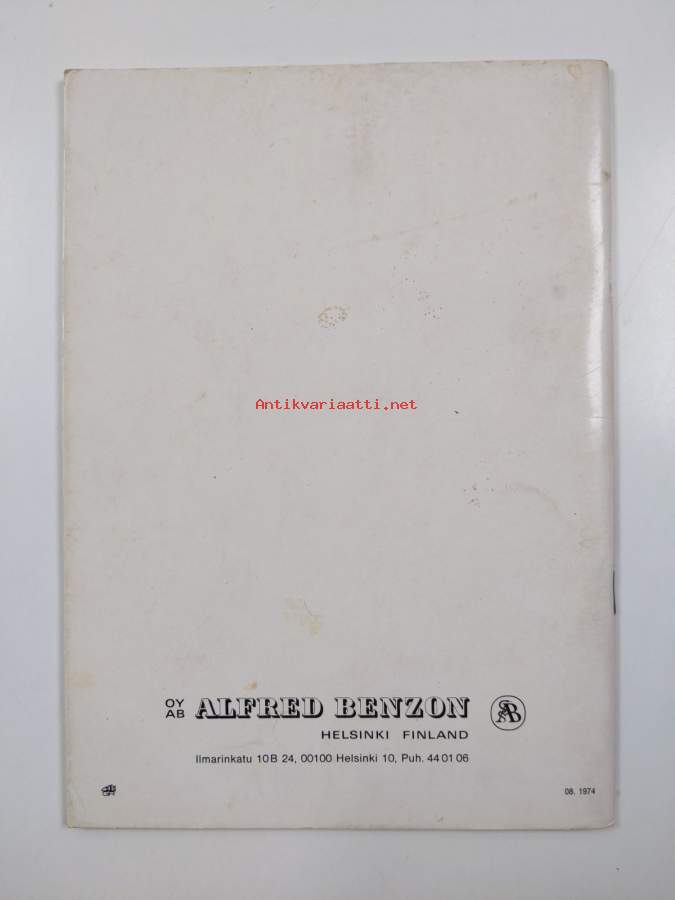 Antikvariaatti.net
OY
AB ALFRED BENZON
HELSINKI FINLAND
Ilmarinkatu 10 B 24, 00100 Helsinki 10, Puh. 44 01 06
08. 1974